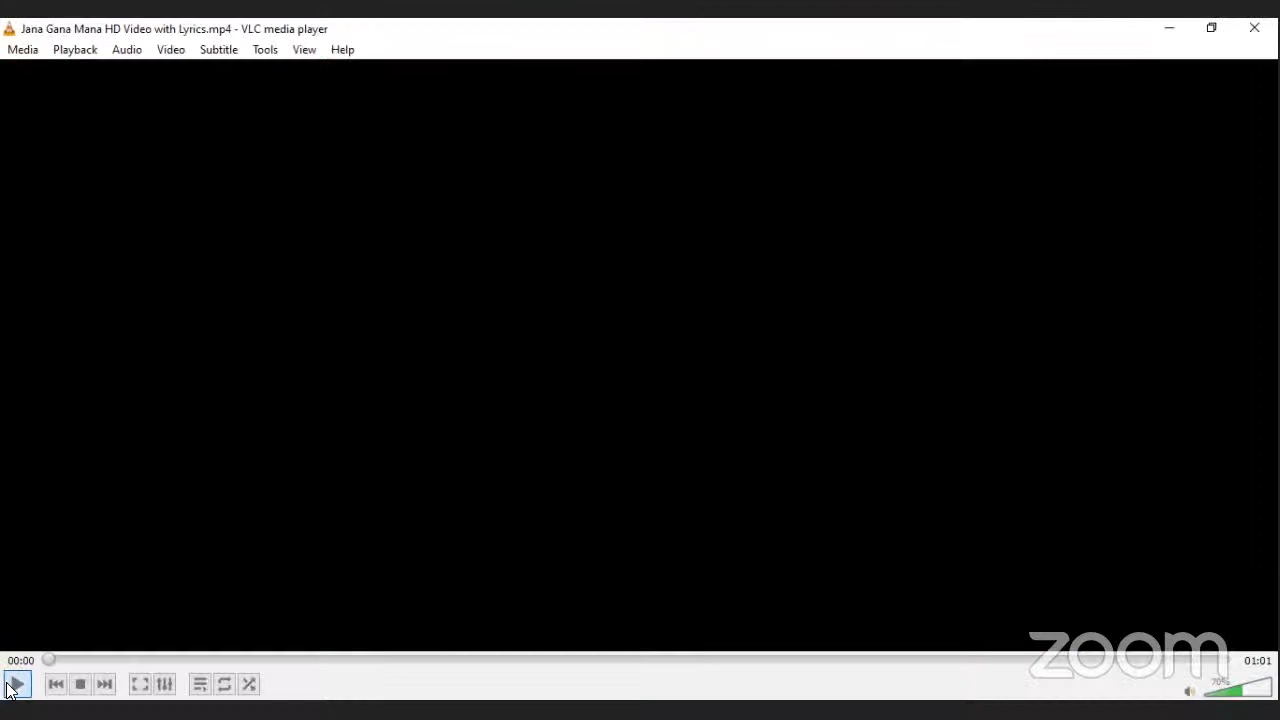 Jana Gana Mana HD Video with Lyrics.mp4 - VLC media player
Media Playback Audio Video Subtitle Tools View Help
zoom
00:00 01:01
70%